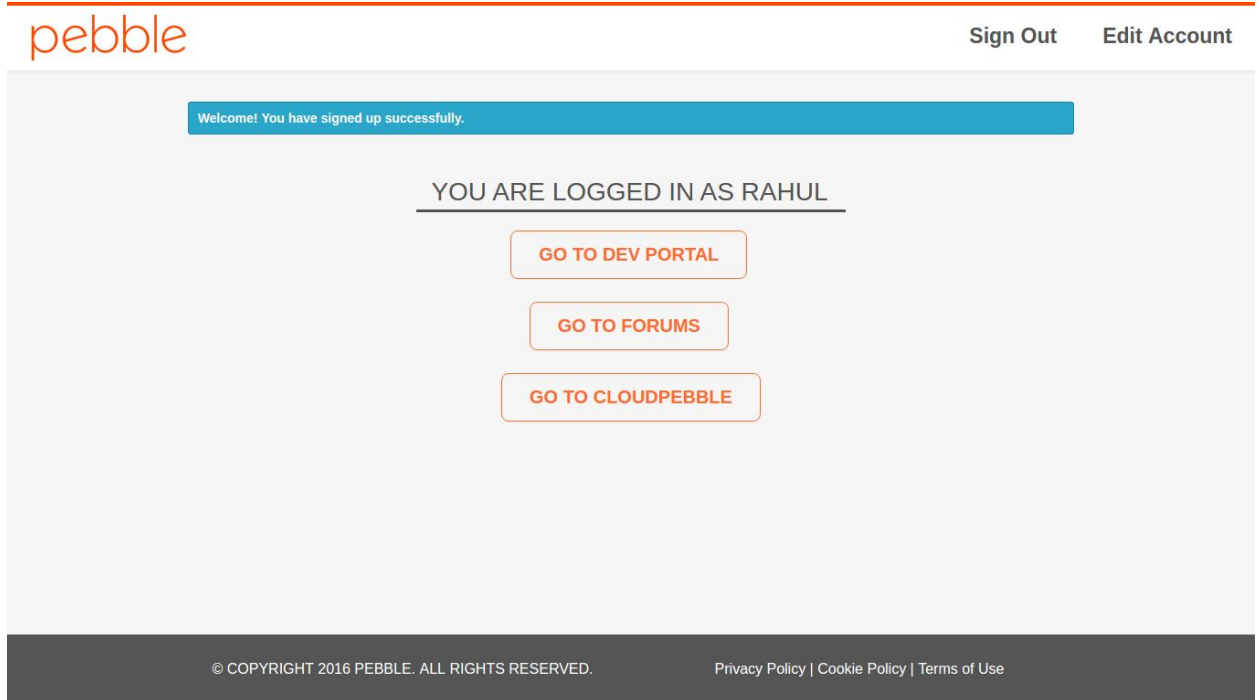 pebble
Sign Out Edit Account
Welcome! You have signed up successfully.
YOU ARE LOGGED IN AS RAHUL
GO TO DEV PORTAL
GO TO FORUMS
GO TO CLOUDPEBBLE
© COPYRIGHT 2016 PEBBLE. ALL RIGHTS RESERVED. Privacy Policy | Cookie Policy | Terms of Use